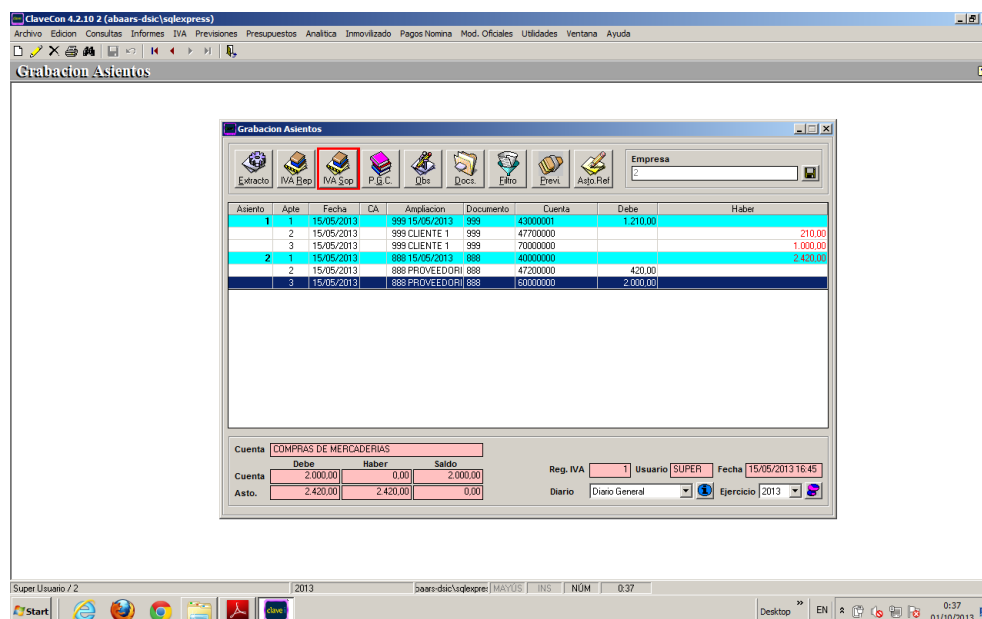 ClaveCon 4.2.10 2 (abaars-dsic\sqlexpress)
Archivo Edicion Consultas Informes IVA Previsiones Presupuestos Analitica Inmovilizado Pagos Nomina Mod. Oficiales Utilidades Ventana Ayuda
Grabacion Asientos
Grabacion Asientos
Extracto IVA Rep IVA Sop P.G.C. Obs Docs. Filtro Previ. Asto.Ref
Empresa
2
Asiento Apte Fecha CA Ampliacion Documento Cuenta Debe Haber
1 1 15/05/2013 999 15/05/2013 999 43000001 1.210,00
2 15/05/2013 999 CLIENTE 1 999 47700000 210,00
3 15/05/2013 999 CLIENTE 1 999 70000000 1.000,00
2 1 15/05/2013 888 15/05/2013 888 40000000 2.420,00
2 15/05/2013 888 PROVEEDORI 888 47200000 420,00
3 15/05/2013 888 PROVEEDORI 888 60000000 2.000,00
Cuenta COMPRAS DE MERCADERIAS
Debe Haber Saldo
Cuenta 2.000,00 0,00 2.000,00
Asto. 2.420,00 2.420,00 0,00
Reg. IVA 1 Usuario SUPER Fecha 15/05/2013 16:45
Diario Diario General Ejercicio 2013
Super Usuario / 2 2013 baars-dsic\sqlexpres MAYÚS INS NÚM 0:37
Start clave Desktop » EN 0:37
01/10/2013